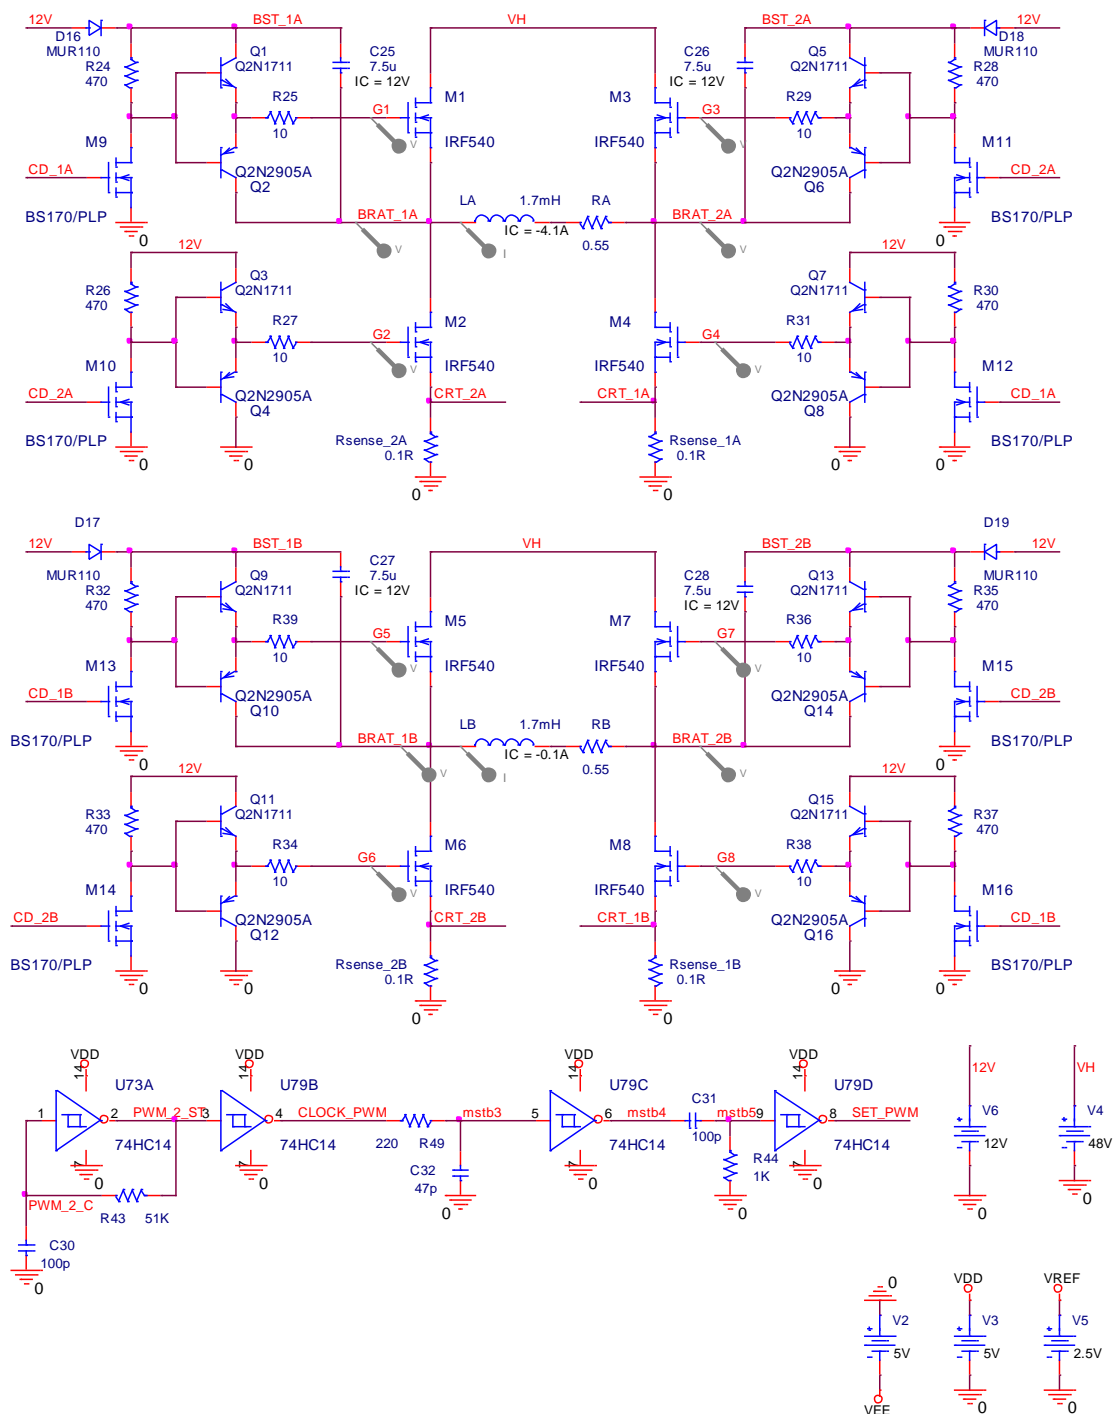 12V BST_1A VH BST_2A 12V
D16 Q1 C25 C26 Q5 D18
MUR110 Q2N1711 7.5u 7.5u Q2N1711 MUR110
R24 IC = 12V IC = 12V R28
470 470
R25 G1 M1 M3 G3 R29
10 IRF540 IRF540 10
M9 M11
CD_1A Q2N2905A Q2N2905A CD_2A
Q2 Q6
BS170/PLP BS170/PLP
LA 1.7mH RA
BRAT_1A IC = -4.1A 0.55 BRAT_2A
0 V I V 0
12V 12V
Q3 Q7
Q2N1711 Q2N1711
R26 R30
470 470
R27 G2 M2 M4 G4 R31
10 V IRF540 IRF540 V 10
M10 M12
CD_2A Q2N2905A CRT_2A CRT_1A Q2N2905A CD_1A
Q4 Q8
BS170/PLP BS170/PLP
Rsense_2A Rsense_1A
0.1R 0.1R
0 0 0 0 0 0
D17 D19
12V BST_1B VH BST_2B 12V
MUR110 Q9 C27 C28 Q13 MUR110
R32 Q2N1711 7.5u 7.5u Q2N1711 R35
470 IC = 12V IC = 12V 470
R39 G5 M5 M7 G7 R36
10 V IRF540 IRF540 V 10
M13 M15
CD_1B Q2N2905A Q2N2905A CD_2B
Q10 Q14
BS170/PLP BS170/PLP
LB 1.7mH RB
BRAT_1B IC = -0.1A 0.55 BRAT_2B
0 V I V 0
12V 12V
Q11 Q15
Q2N1711 Q2N1711
R33 R37
470 470
R34 G6 M6 M8 G8 R38
10 V IRF540 IRF540 V 10
M14 M16
CD_2B Q2N2905A CRT_2B CRT_1B Q2N2905A CD_1B
Q12 Q16
BS170/PLP BS170/PLP
Rsense_2B Rsense_1B
0.1R 0.1R
0 0 0 0 0 0
VDD VDD VDD VDD
14 14 14 14 12V VH
U73A U79B U79C U79D
1 2 PWM_2_ST 3 4 CLOCK_PWM mstb3 5 6 mstb4 C31 mstb5 9 8 SET_PWM
74HC14 74HC14 220 R49 74HC14 100p 74HC14
V6 V4
12V 48V
7 7 C32 7 R44 7
0 0 47p 0 1K 0
PWM_2_C R43 51K 0 0 0 0
C30
100p
0
0 VDD VREF
V2 V3 V5
5V 5V 2.5V
VEE 0 0